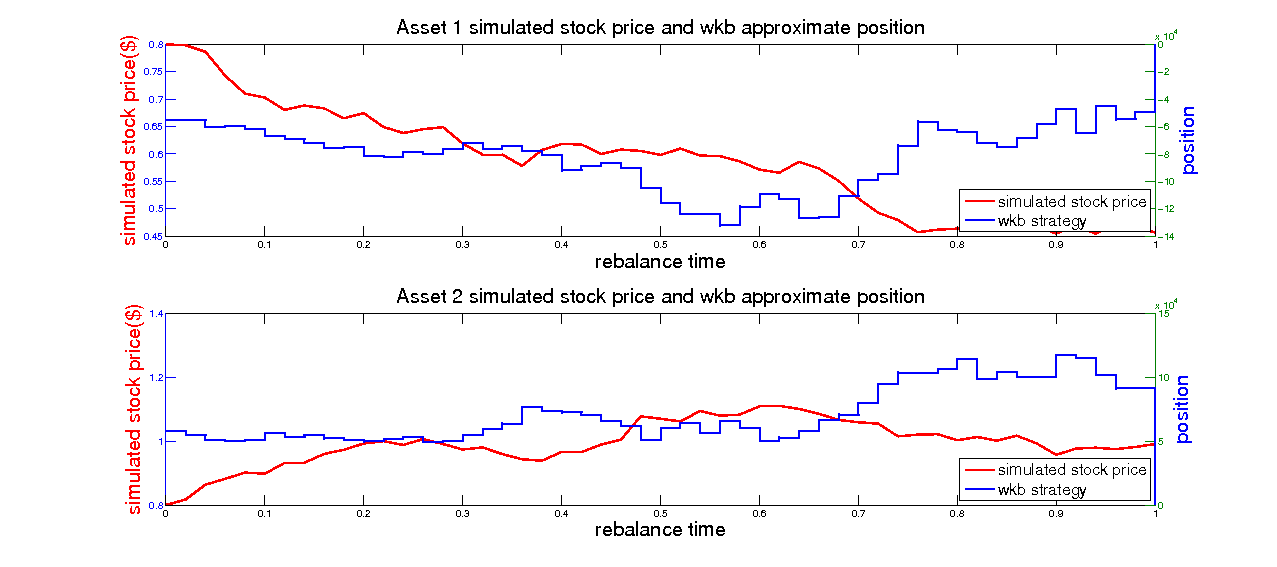 Asset 1 simulated stock price and wkb approximate position
simulated stock price($)
0.8
0.75
0.7
0.65
0.6
0.55
0.5
0.45
x 10^4
0
-2
-4
-6
-8
-10
-12
-14
position
simulated stock price
wkb strategy
0 0.1 0.2 0.3 0.4 0.5 0.6 0.7 0.8 0.9 1
rebalance time
Asset 2 simulated stock price and wkb approximate position
simulated stock price($)
1.4
1.2
1
0.8
x 10^4
15
10
5
0
position
simulated stock price
wkb strategy
0 0.1 0.2 0.3 0.4 0.5 0.6 0.7 0.8 0.9 1
rebalance time